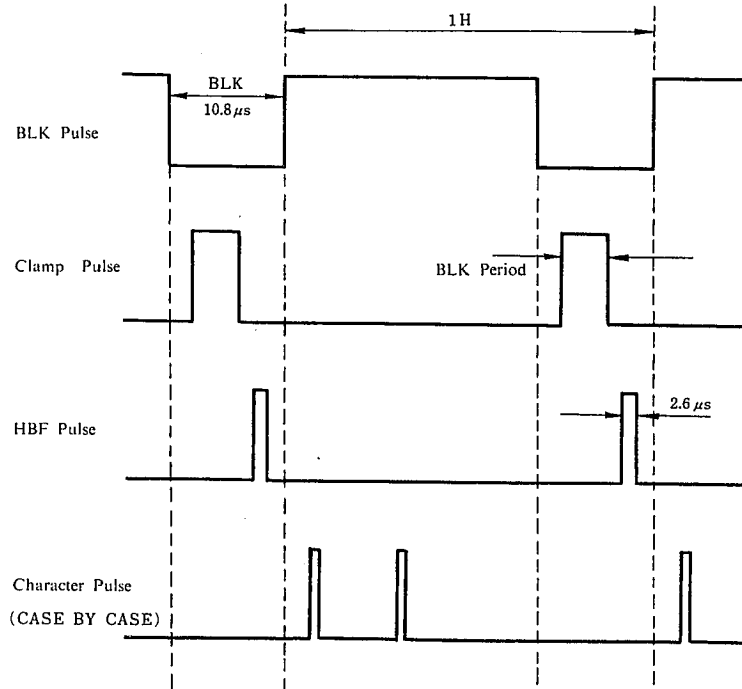 1H
BLK
10.8μs
BLK Pulse
Clamp Pulse
BLK Period
2.6μs
HBF Pulse
Character Pulse
(CASE BY CASE)